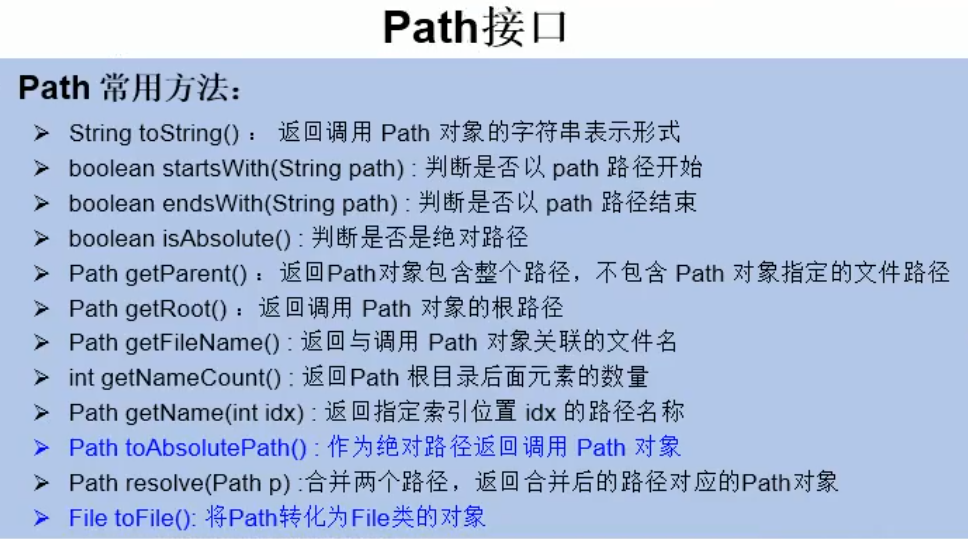 Path接口
Path 常用方法：
➢ String toString() ： 返回调用 Path 对象的字符串表示形式
➢ boolean startsWith(String path) : 判断是否以 path 路径开始
➢ boolean endsWith(String path) : 判断是否以 path 路径结束
➢ boolean isAbsolute() : 判断是否是绝对路径
➢ Path getParent() ：返回Path对象包含整个路径，不包含 Path 对象指定的文件路径
➢ Path getRoot() ：返回调用 Path 对象的根路径
➢ Path getFileName() : 返回与调用 Path 对象关联的文件名
➢ int getNameCount() : 返回Path 根目录后面元素的数量
➢ Path getName(int idx) : 返回指定索引位置 idx 的路径名称
➢ Path toAbsolutePath() : 作为绝对路径返回调用 Path 对象
➢ Path resolve(Path p) :合并两个路径，返回合并后的路径对应的Path对象
➢ File toFile(): 将Path转化为File类的对象